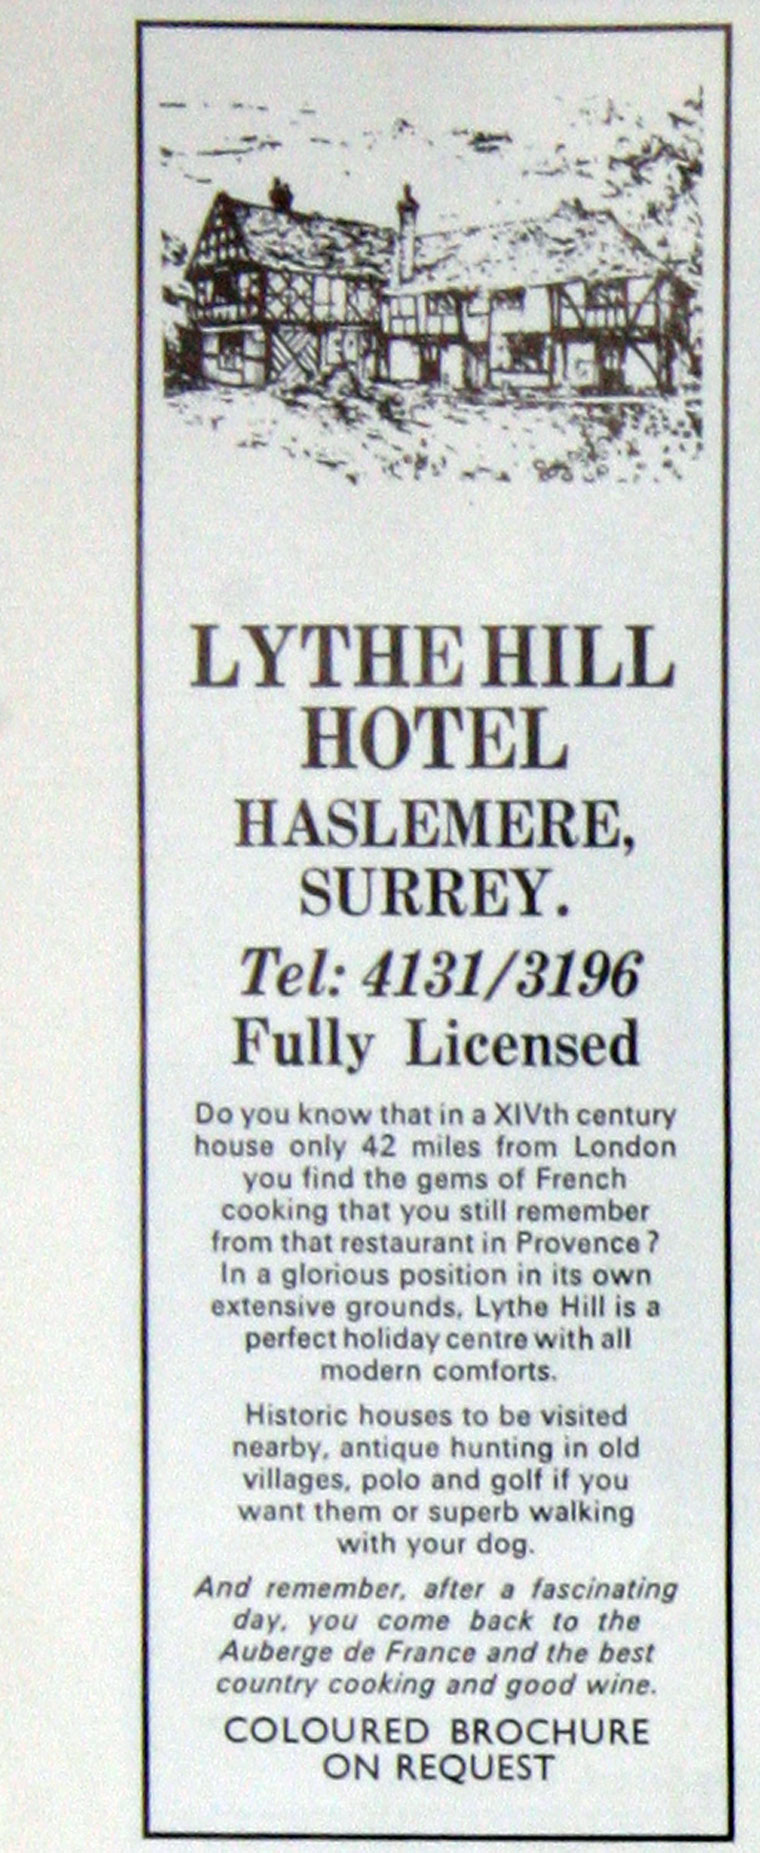 LYTHE HILL
HOTEL
HASLEMERE,
SURREY.
Tel: 4131/3196
Fully Licensed
Do you know that in a XIVth century
house only 42 miles from London
you find the gems of French
cooking that you still remember
from that restaurant in Provence?
In a glorious position in its own
extensive grounds, Lythe Hill is a
perfect holiday centre with all
modern comforts.
Historic houses to be visited
nearby, antique hunting in old
villages, polo and golf if you
want them or superb walking
with your dog.
And remember, after a fascinating
day, you come back to the
Auberge de France and the best
country cooking and good wine.
COLOURED BROCHURE
ON REQUEST